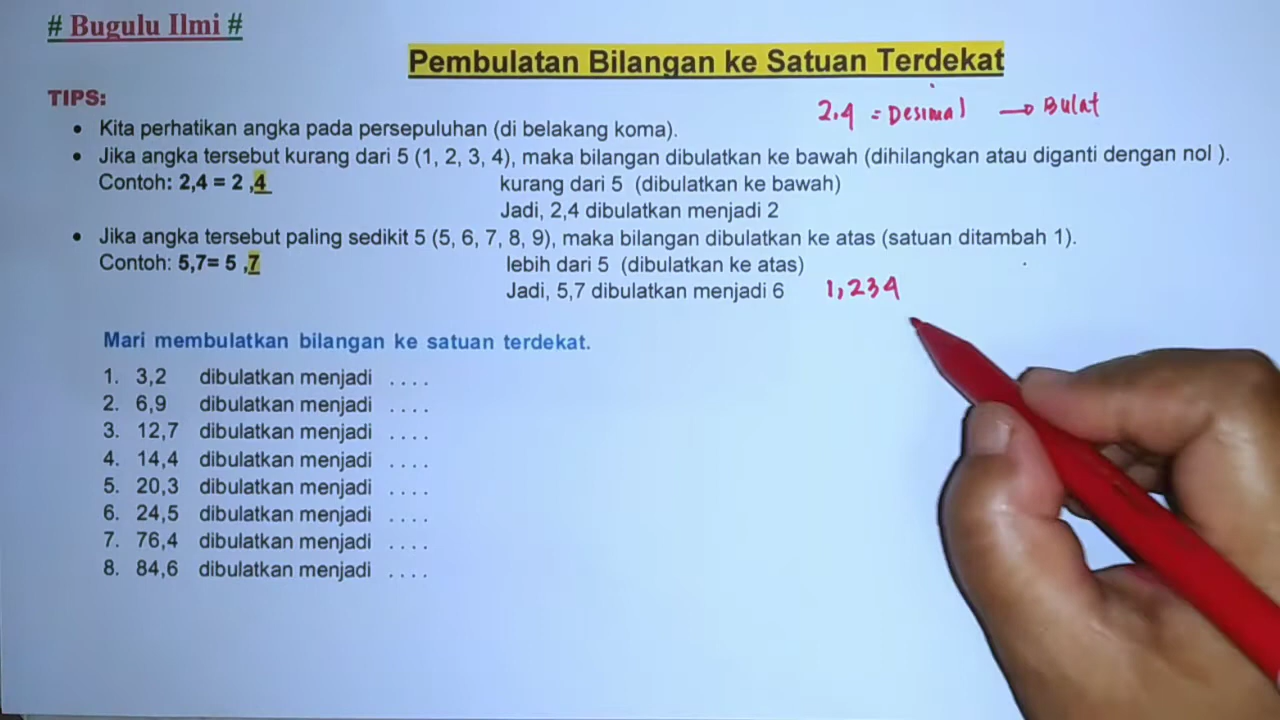 # Bugulu Ilmi #
Pembulatan Bilangan ke Satuan Terdekat
TIPS:
2.4 = Desimal → Bulat
• Kita perhatikan angka pada persepuluhan (di belakang koma).
• Jika angka tersebut kurang dari 5 (1, 2, 3, 4), maka bilangan dibulatkan ke bawah (dihilangkan atau diganti dengan nol ).
Contoh: 2,4 = 2 ,4 kurang dari 5 (dibulatkan ke bawah)
Jadi, 2,4 dibulatkan menjadi 2
• Jika angka tersebut paling sedikit 5 (5, 6, 7, 8, 9), maka bilangan dibulatkan ke atas (satuan ditambah 1).
Contoh: 5,7= 5 ,7 lebih dari 5 (dibulatkan ke atas)
Jadi, 5,7 dibulatkan menjadi 6 1,234
Mari membulatkan bilangan ke satuan terdekat.
1. 3,2 dibulatkan menjadi . . . .
2. 6,9 dibulatkan menjadi . . . .
3. 12,7 dibulatkan menjadi . . . .
4. 14,4 dibulatkan menjadi . . . .
5. 20,3 dibulatkan menjadi . . . .
6. 24,5 dibulatkan menjadi . . . .
7. 76,4 dibulatkan menjadi . . . .
8. 84,6 dibulatkan menjadi . . . .